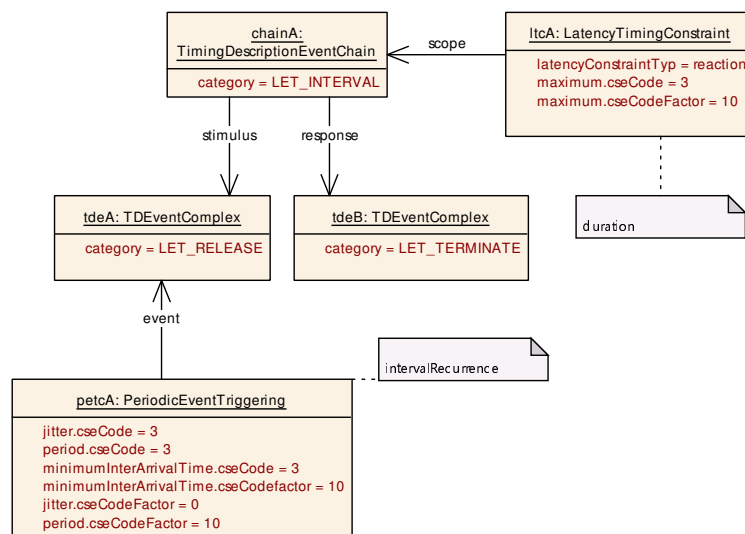 chainA:
TimingDescriptionEventChain
category = LET_INTERVAL
scope
ltcA: LatencyTimingConstraint
latencyConstraintTyp = reaction
maximum.cseCode = 3
maximum.cseCodeFactor = 10
stimulus
response
duration
tdeA: TDEventComplex
category = LET_RELEASE
tdeB: TDEventComplex
category = LET_TERMINATE
event
intervalRecurrence
petcA: PeriodicEventTriggering
jitter.cseCode = 3
period.cseCode = 3
minimumInterArrivalTime.cseCode = 3
minimumInterArrivalTime.cseCodefactor = 10
jitter.cseCodeFactor = 0
period.cseCodeFactor = 10